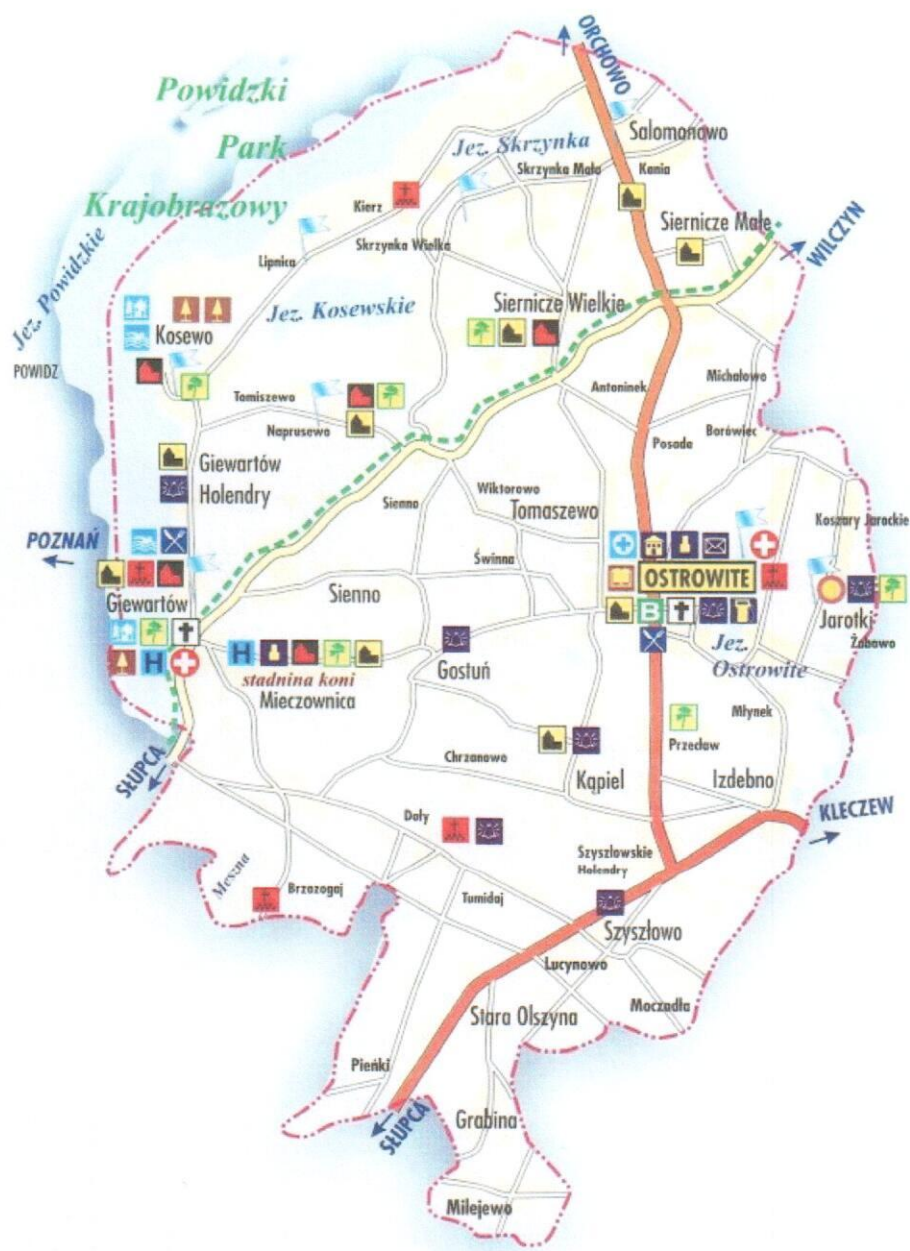 ORCHOWO
Powidzki
Park
Krajobrazowy
Salomonowo
Jez. Skrzynka
Skrzynka Mała
Kania
Kierz
Siernicze Małe
Skrzynka Wielka
WILCZYN
Lipnica
Jez. Powidzkie
Jez. Kosewskie
Siernicze Wielkie
Kosewo
POWIDZ
Antoninek
Michałowo
Tomiszewo
Naprusewo
Posada
Borówiec
Giewartów
Holendry
Sienno
Wiktorowo
Tomaszewo
Koszary Jarockie
POZNAŃ
Świnna
OSTROWITE
Giewartów
Sienno
B
Jarotki
Żabowo
H
H
stadnina koni
Mieczownica
Gostuń
Jez.
Ostrowite
Młynek
Przecław
SŁUPCA
Chrzanowo
Kąpiel
Izdebno
KLECZEW
Doły
Szyszłowskie
Holendry
Meszna
Brzozogaj
Tumidaj
Szyszłowo
Lucynowo
Moczadła
Stara Olszyna
Pieńki
SŁUPCA
Grabina
Milejewo